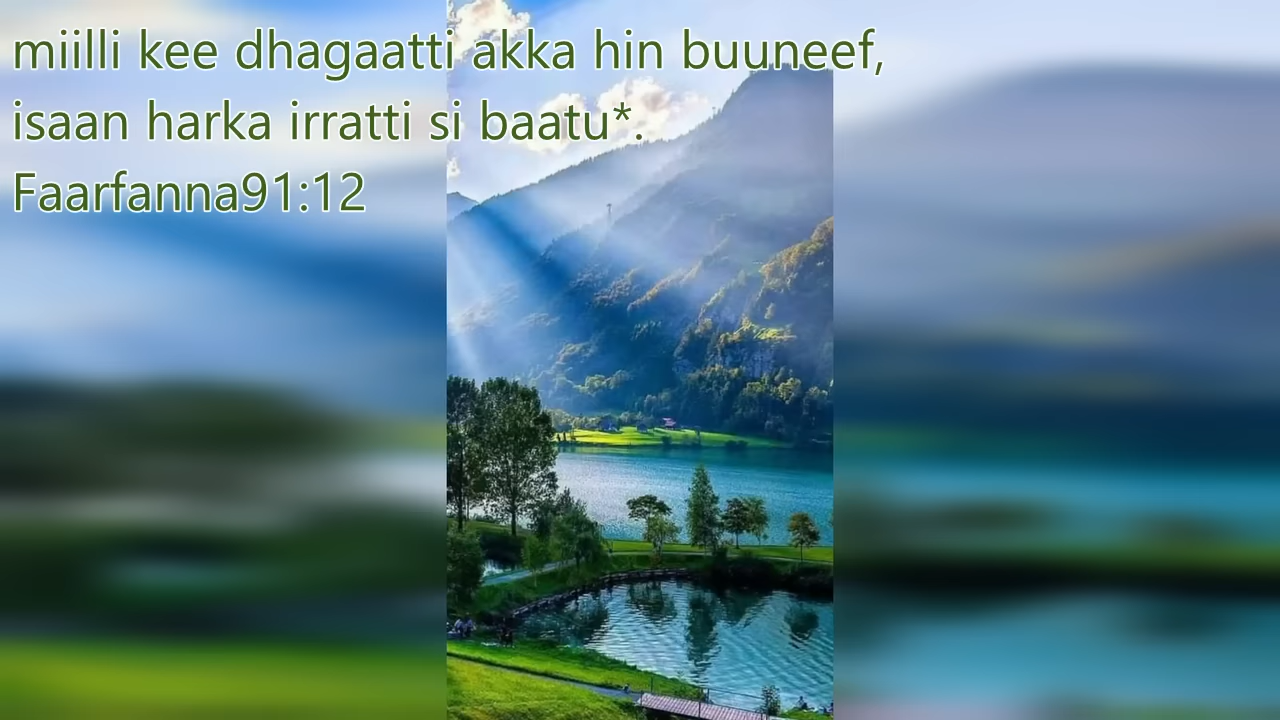 miilli kee dhagaatti akka hin buuneef,
isaan harka irratti si baatu*.
Faarfanna91:12